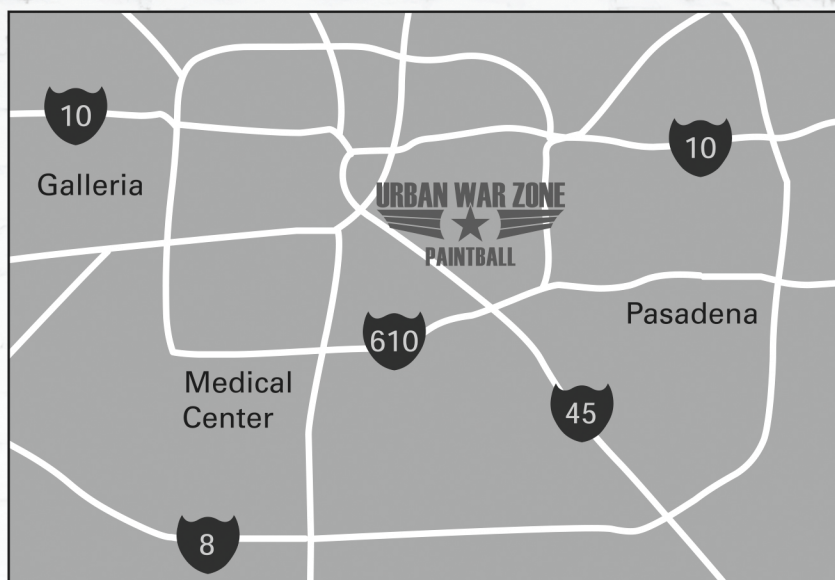 10
10
Galleria
URBAN WAR ZONE
PAINTBALL
Pasadena
610
Medical
Center
45
8